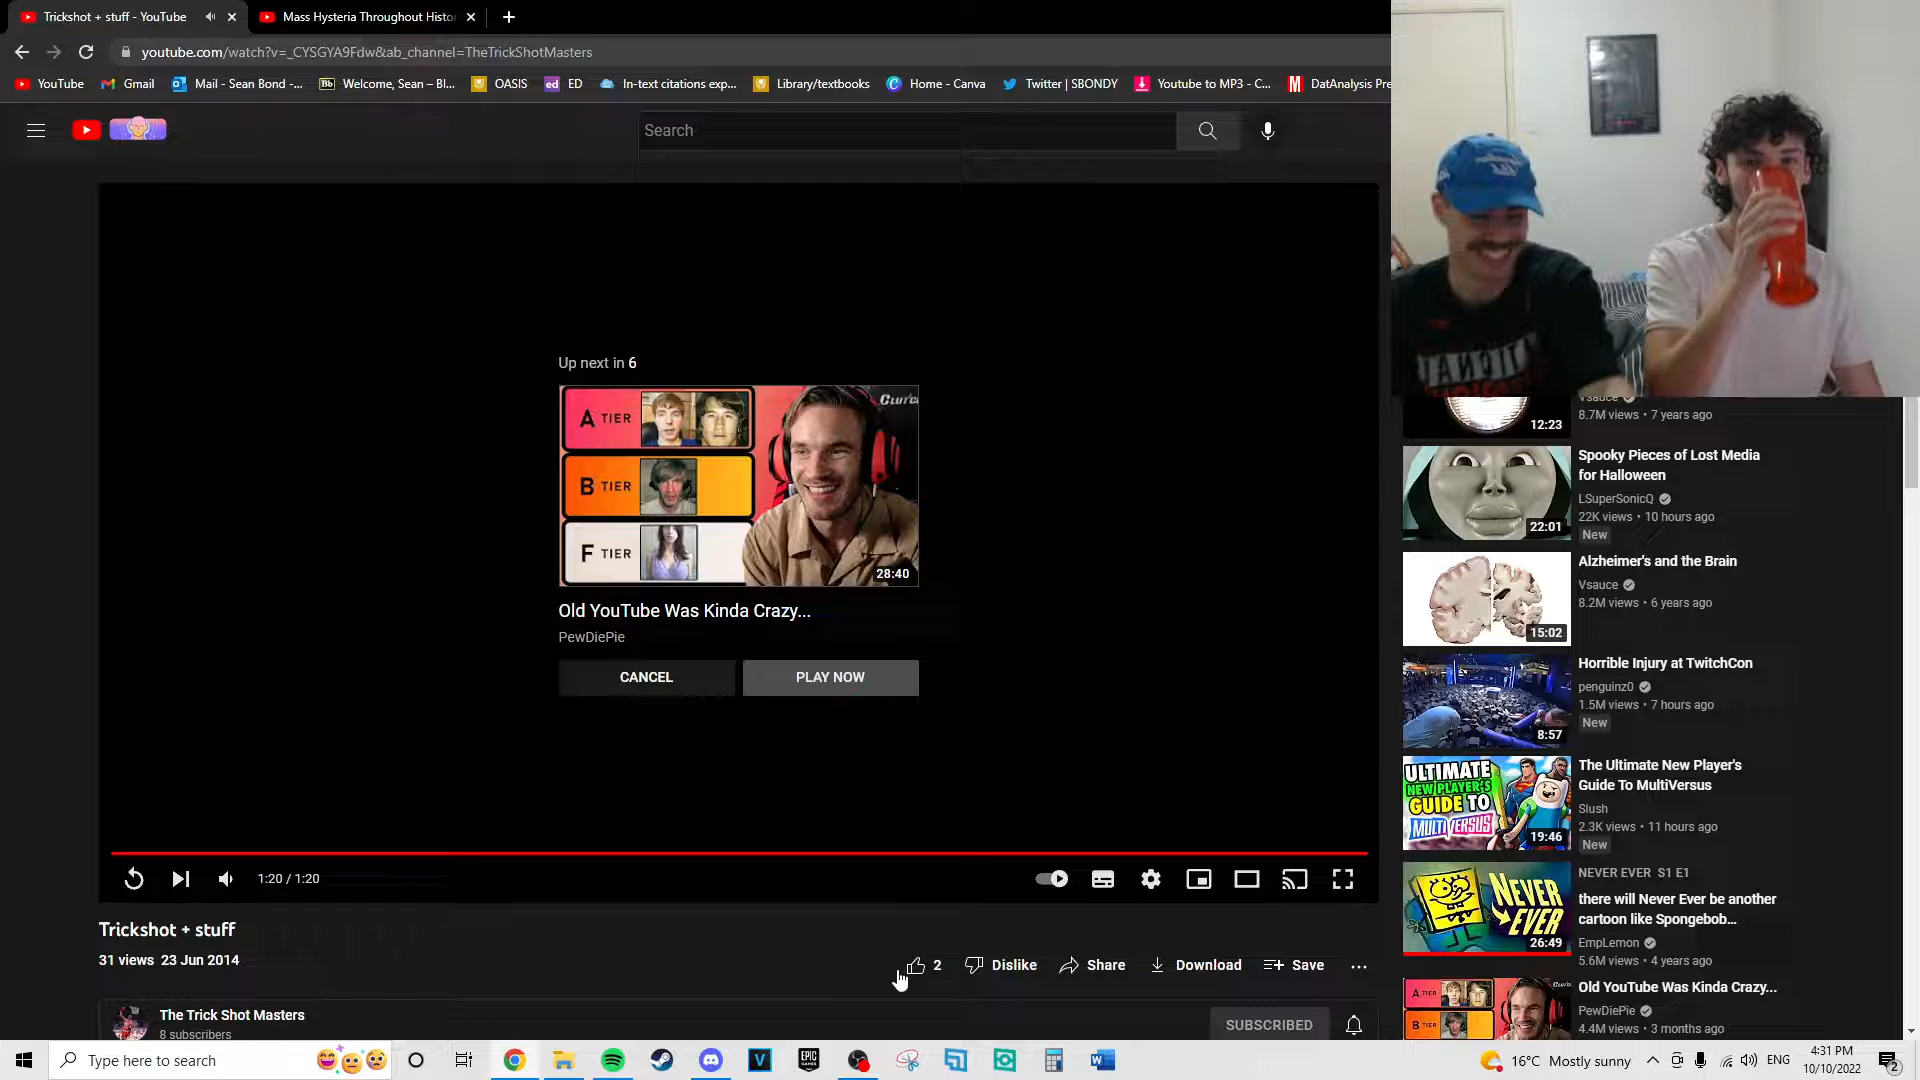 Trickshot + stuff - YouTube
Mass Hysteria Throughout Histo
youtube.com/watch?v=_CYSGYA9Fdw&ab_channel=TheTrickShotMasters
YouTube
Gmail
Mail - Sean Bond -...
Bb Welcome, Sean – Bl...
OASIS
ed ED
In-text citations exp...
Library/textbooks
Home - Canva
Twitter | SBONDY
Youtube to MP3 - C...
DatAnalysis Pre
Search
Up next in 6
A TIER
B TIER
F TIER
28:40
Old YouTube Was Kinda Crazy...
PewDiePie
CANCEL
PLAY NOW
1:20 / 1:20
Trickshot + stuff
31 views 23 Jun 2014
2
Dislike
Share
Download
Save
The Trick Shot Masters
8 subscribers
SUBSCRIBED
12:23
Vsauce
8.7M views • 7 years ago
22:01
Spooky Pieces of Lost Media
for Halloween
LSuperSonicQ
22K views • 10 hours ago
New
15:02
Alzheimer's and the Brain
Vsauce
8.2M views • 6 years ago
8:57
Horrible Injury at TwitchCon
penguinz0
1.5M views • 7 hours ago
New
ULTIMATE
NEW PLAYER'S
GUIDE TO
MULTIVERSUS
19:46
The Ultimate New Player's
Guide To MultiVersus
Slush
2.3K views • 11 hours ago
New
NEVER
EVER
26:49
NEVER EVER S1 E1
there will Never Ever be another
cartoon like Spongebob...
EmpLemon
5.6M views • 4 years ago
A TIER
B TIER
Old YouTube Was Kinda Crazy...
PewDiePie
4.4M views • 3 months ago
Type here to search
EPIC
GAMES
16°C Mostly sunny
ENG
4:31 PM
10/10/2022
2